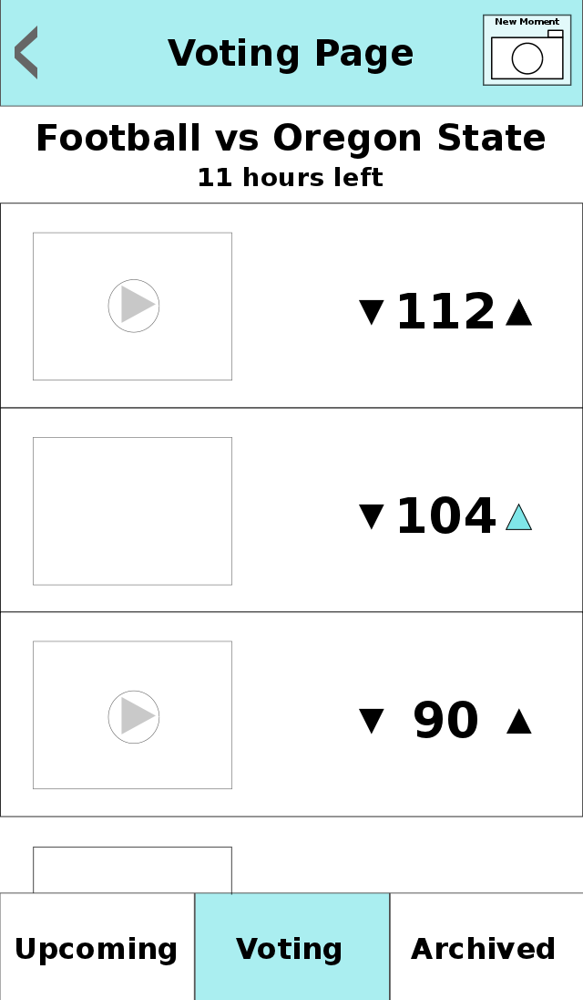 New Moment
Voting Page
Football vs Oregon State
11 hours left
▼ 112 ▲
▼ 104 ▲
▼ 90 ▲
Upcoming Voting Archived